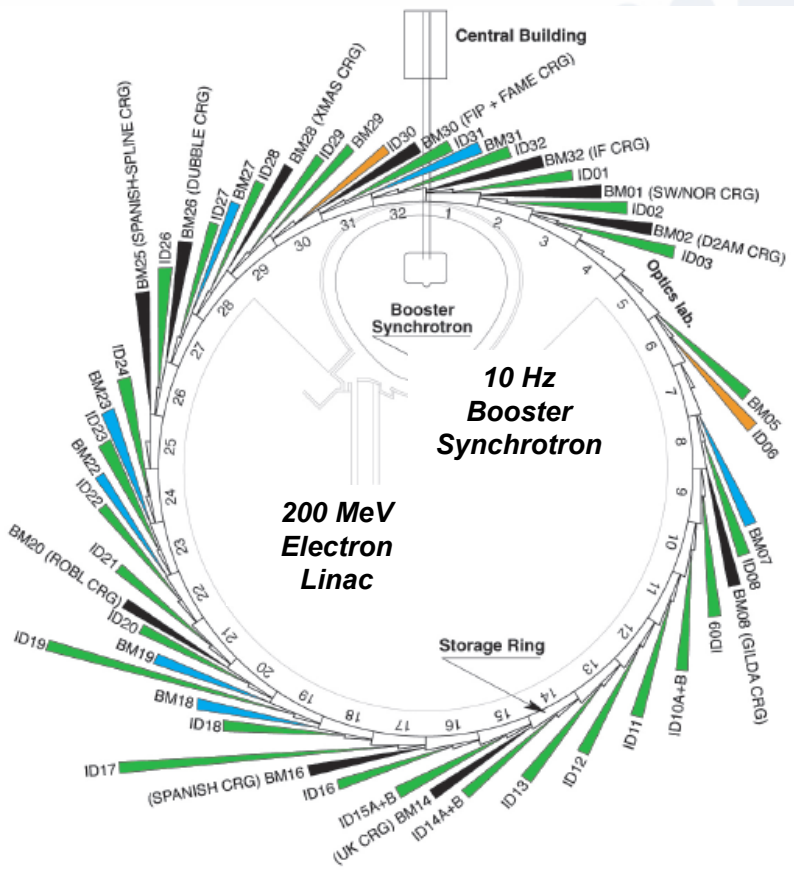 Central Building
BM30 (FIP + FAME CRG)
ID31
BM31
ID32
BM32 (IF CRG)
ID01
BM01 (SW/NOR CRG)
ID02
BM02 (D2AM CRG)
ID03
Optics lab.
BM05
ID06
BM07
ID08
BM08 (GILDA CRG)
ID09
ID10A+B
ID11
ID12
ID13
ID14A+B
(UK CRG) BM14
ID15A+B
ID16
(SPANISH CRG) BM16
ID17
ID18
BM18
BM19
ID19
ID20
BM20 (ROBL CRG)
ID21
ID22
BM22
ID23
BM23
ID24
BM25 (SPANISH-SPLINE CRG)
ID26
BM26 (DUBBLE CRG)
ID27
BM27
ID28
BM28 (XMAS CRG)
ID29
BM29
ID30
1
2
3
4
5
6
7
8
9
10
11
12
13
14
15
16
17
18
19
20
21
22
23
24
25
26
27
28
29
30
31
32
Booster
Synchrotron
10 Hz
Booster
Synchrotron
200 MeV
Electron
Linac
Storage Ring